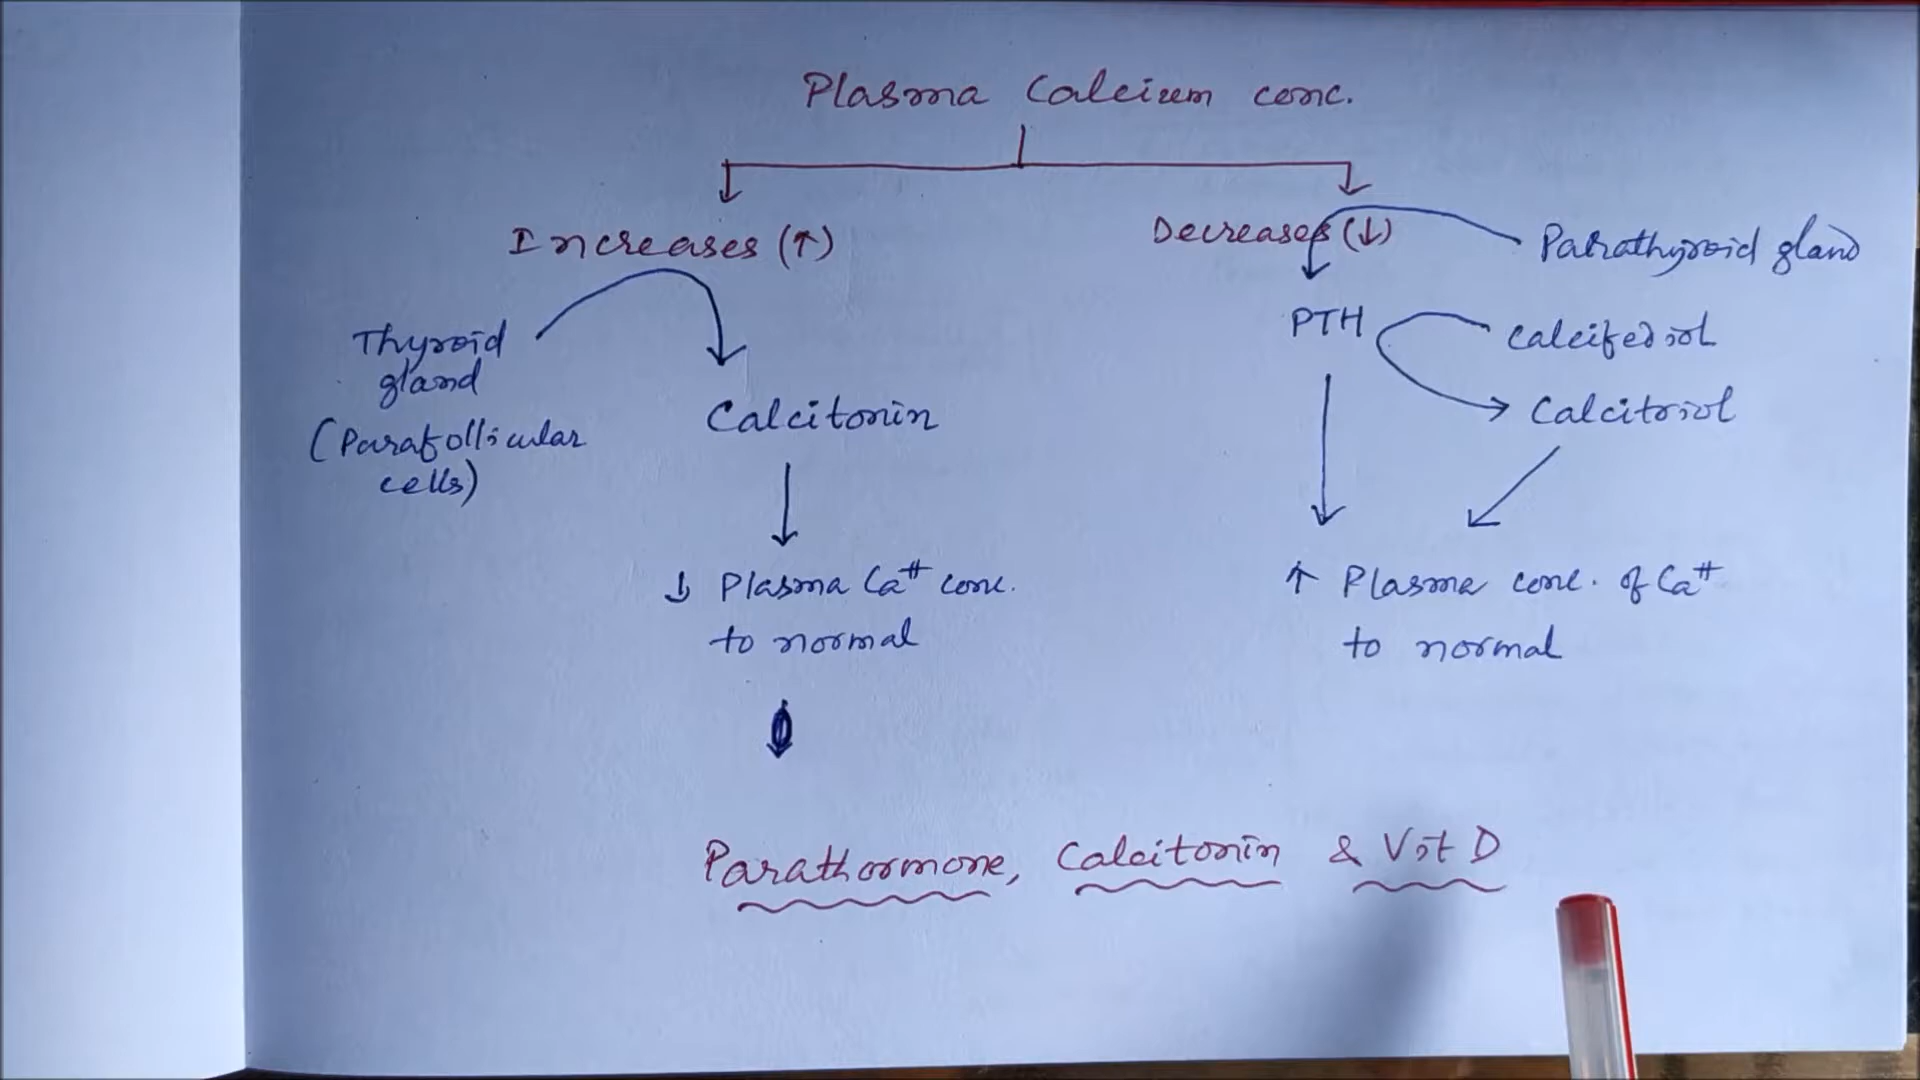 Plasma Calcium conc.
Increases (↑)
Decreases (↓)
Parathyroid gland
Thyroid
gland
(Parafollicular
cells)
Calcitonin
↓ Plasma Ca++ conc.
to normal
PTH
Calcifediol
Calcitriol
↑ Plasma conc. of Ca++
to normal
Parathormone, Calcitonin & Vit D